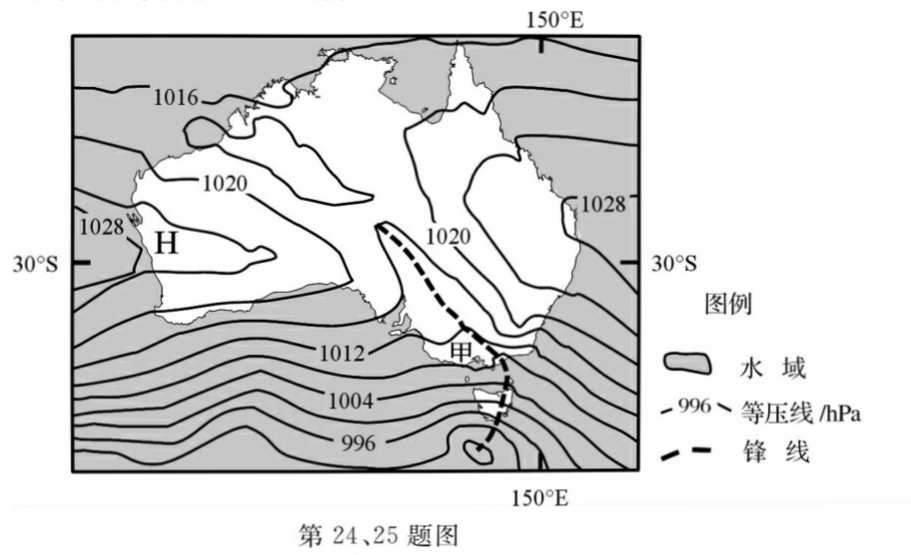 150°E
1016
1020
1028
H
1028
30°S
30°S
1020
图例
1012
甲
水 域
1004
996
等压线/hPa
996
锋 线
150°E
第 24、25 题图